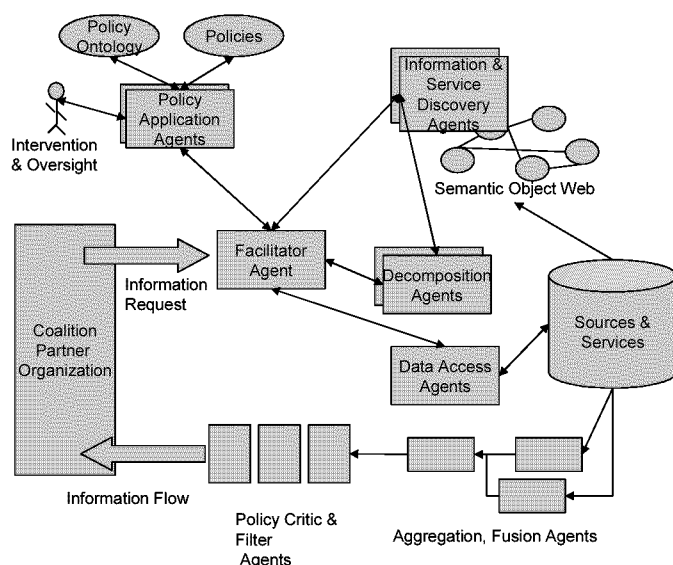 Policy
Ontology
Policies
Policy
Application
Agents
Intervention
& Oversight
Information &
Service
Discovery
Agents
Semantic Object Web
Facilitator
Agent
Information
Request
Decomposition
Agents
Coalition
Partner
Organization
Sources &
Services
Data Access
Agents
Information Flow
Policy Critic &
Filter
Agents
Aggregation, Fusion Agents